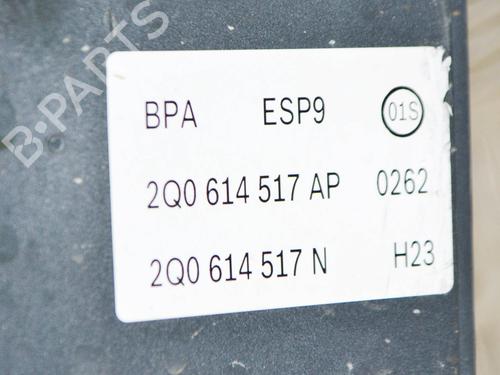 B-PARTS
BPA ESP9 01S
2Q0 614 517 AP 0262
2Q0 614 517 N H23